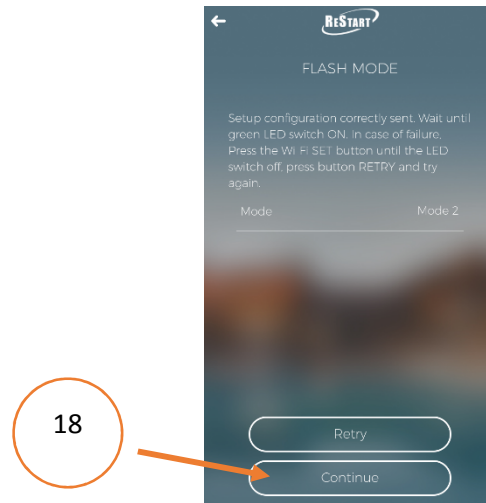 ReStart
FLASH MODE
Setup configuration correctly sent. Wait until
green LED switch ON. In case of failure,
Press the WI FI SET button until the LED
switch off, press button RETRY and try
again.
Mode Mode 2
18
Retry
Continue